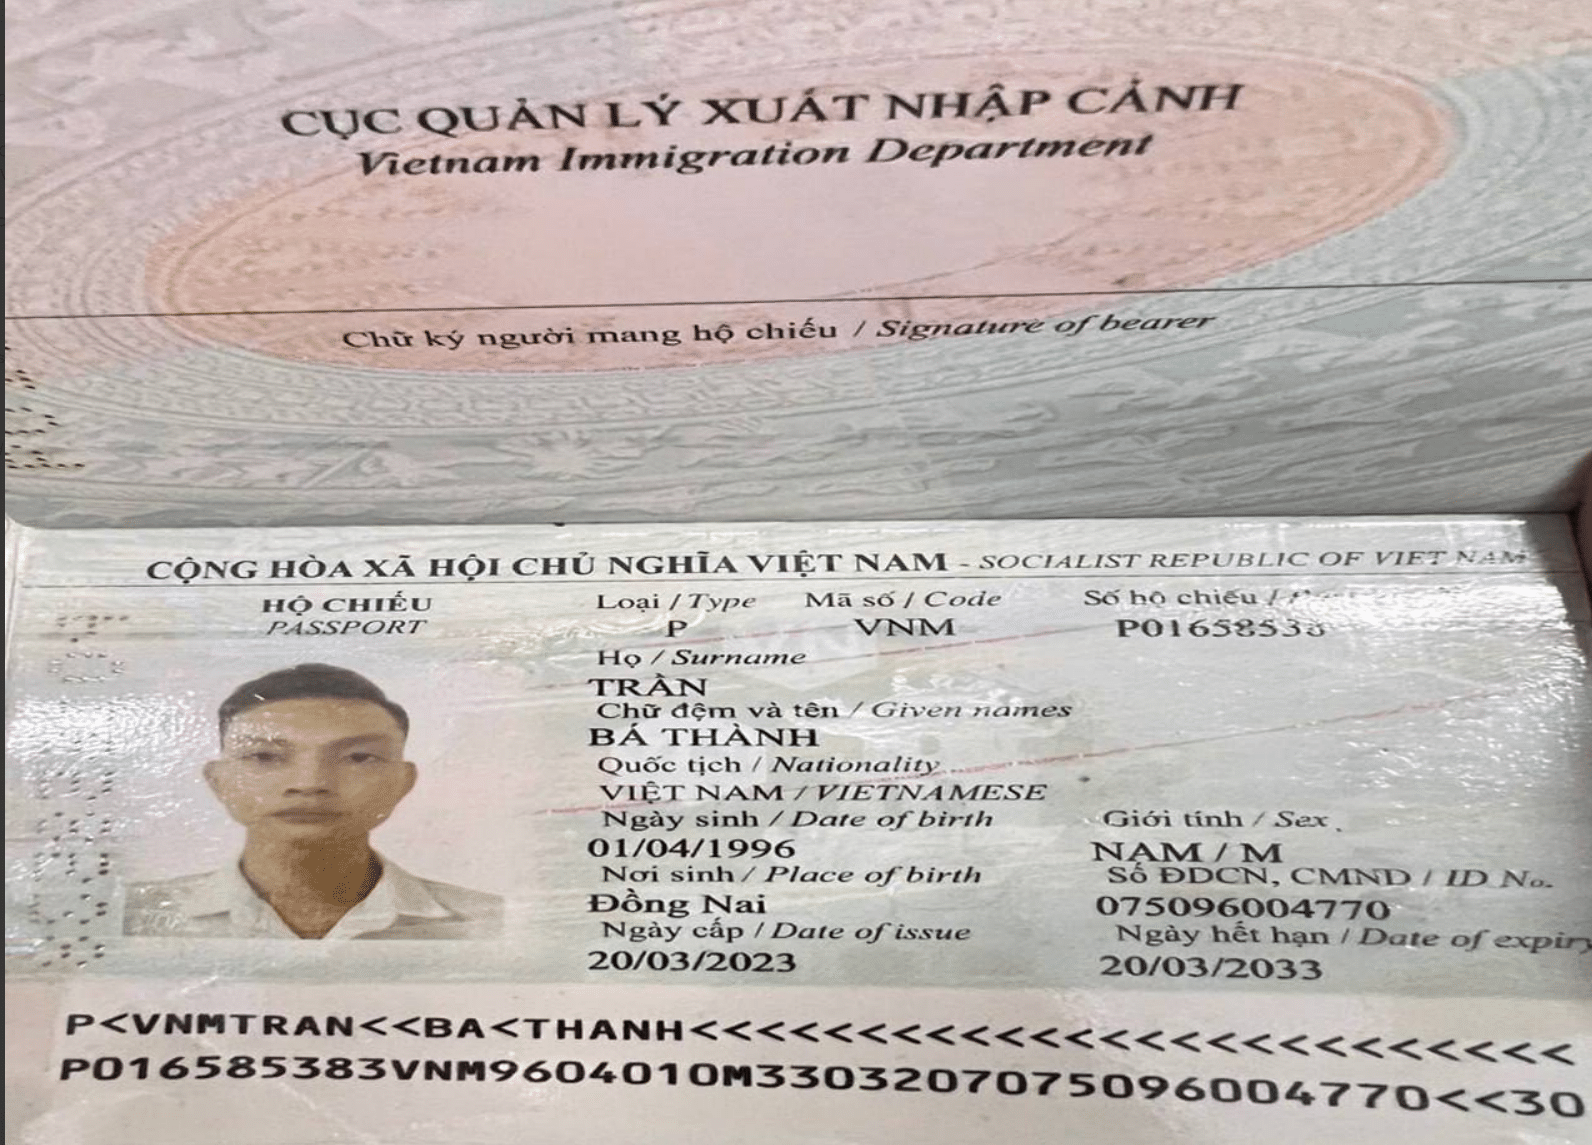 CỤC QUẢN LÝ XUẤT NHẬP CẢNH
Vietnam Immigration Department
Chữ ký người mang hộ chiếu / Signature of bearer
CỘNG HÒA XÃ HỘI CHỦ NGHĨA VIỆT NAM - SOCIALIST REPUBLIC OF VIET NAM
HỘ CHIẾU
PASSPORT
Loại / Type Mã số / Code Số hộ chiếu /
P VNM P01658538
Họ / Surname
TRẦN
Chữ đệm và tên / Given names
BÁ THÀNH
Quốc tịch / Nationality
VIỆT NAM / VIETNAMESE
Ngày sinh / Date of birth Giới tính / Sex
01/04/1996 NAM / M
Nơi sinh / Place of birth Số ĐDCN, CMND / ID No.
Đồng Nai 075096004770
Ngày cấp / Date of issue Ngày hết hạn / Date of expiry
20/03/2023 20/03/2033
P<VNMTRAN<<BA<THANH<<<<<<<<<<<<<<<<<<<<<<<<<
P016585383VNM9604010M3303207075096004770<<30